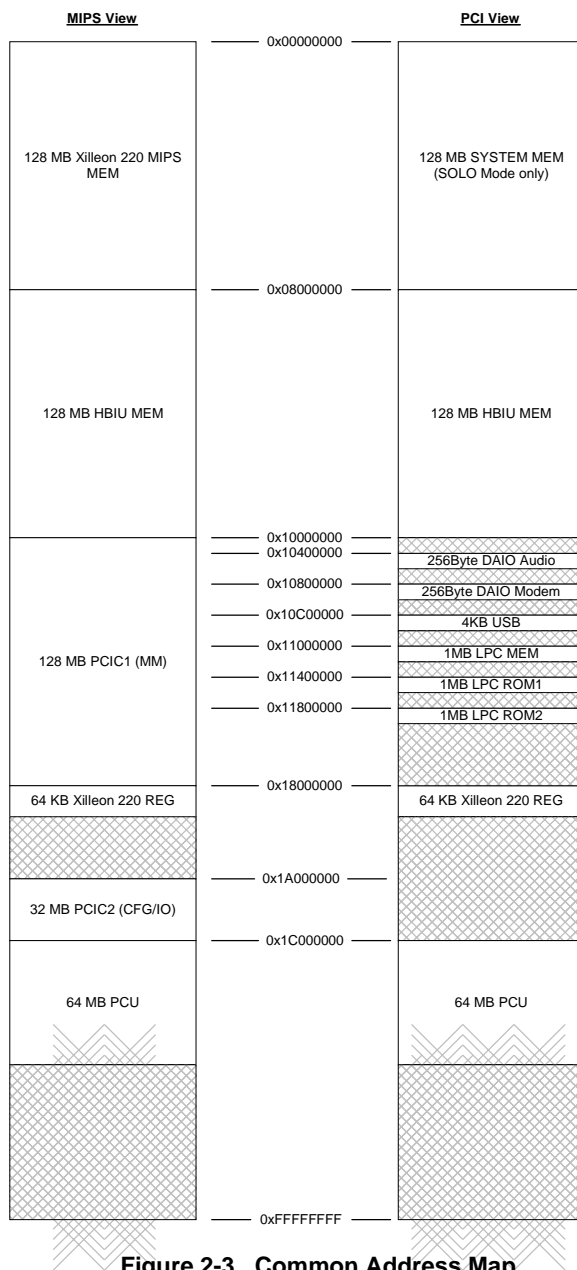 MIPS View
PCI View
0x00000000
128 MB Xilleon 220 MIPS
MEM
128 MB SYSTEM MEM
(SOLO Mode only)
0x08000000
128 MB HBIU MEM
128 MB HBIU MEM
0x10000000
0x10400000
256Byte DAIO Audio
0x10800000
256Byte DAIO Modem
0x10C00000
4KB USB
0x11000000
1MB LPC MEM
128 MB PCIC1 (MM)
0x11400000
1MB LPC ROM1
0x11800000
1MB LPC ROM2
0x18000000
64 KB Xilleon 220 REG
64 KB Xilleon 220 REG
0x1A000000
32 MB PCIC2 (CFG/IO)
0x1C000000
64 MB PCU
64 MB PCU
0xFFFFFFFF
Figure 2-3. Common Address Map